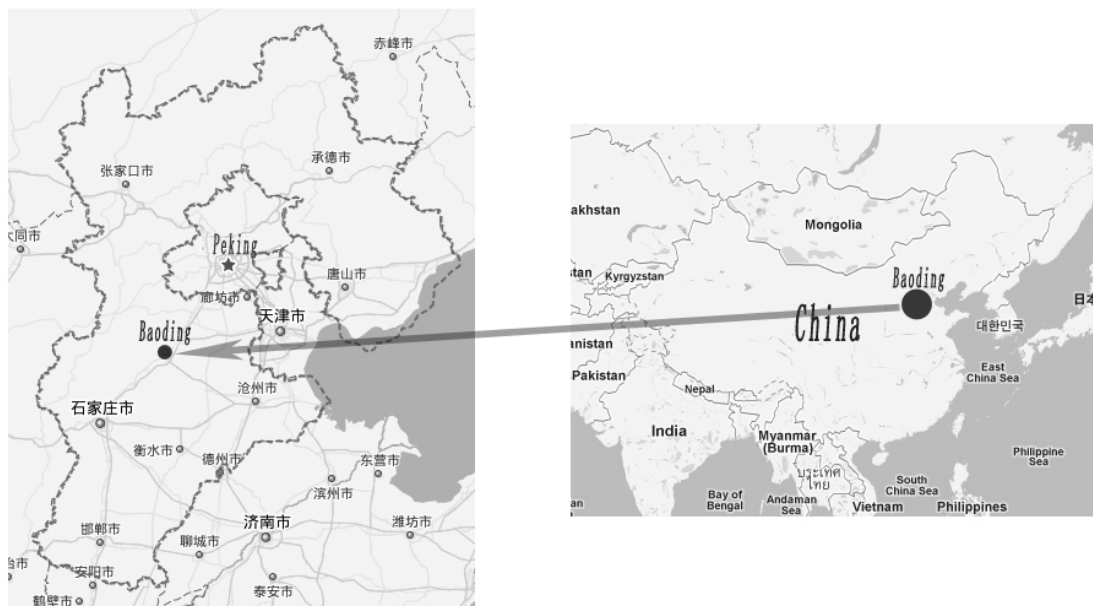 赤峰市
承德市
张家口市
大同市
Peking
唐山市
廊坊市
天津市
Baoding
沧州市
石家庄市
衡水市
德州市
东营市
滨州市
邯郸市
济南市
潍坊市
聊城市
安阳市
泰安市
鹤壁市
治市
akhstan
Mongolia
stan
Kyrgyzstan
Baoding
日本
China
대한민국
anistan
Pakistan
East
China Sea
Nepal
India
Myanmar
(Burma)
Philippine
Sea
ประเทศ
ไทย
South
China Sea
Bay of
Bengal
Andaman
Sea
Vietnam
Philippines
an